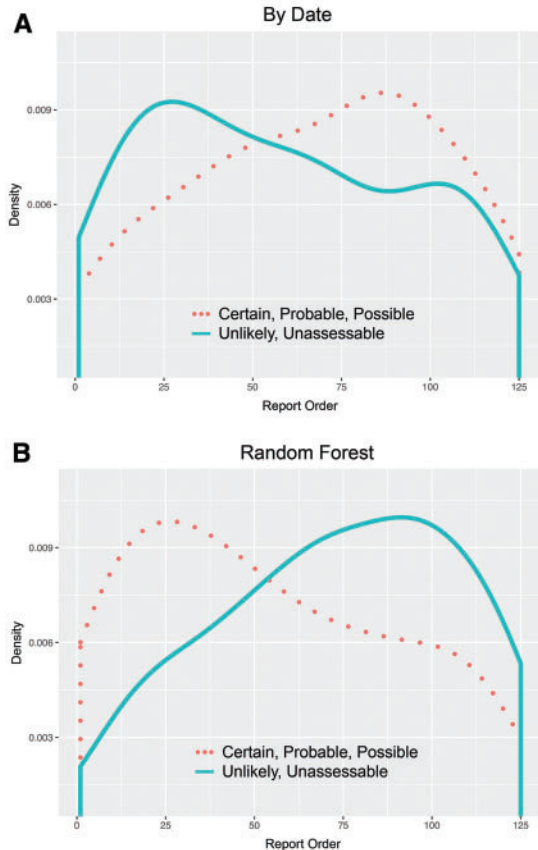 A
By Date
0.009
0.006
0.003
Density
Certain, Probable, Possible
Unlikely, Unassessable
0
25
50
75
100
125
Report Order
B
Random Forest
0.009
0.006
0.003
Density
Certain, Probable, Possible
Unlikely, Unassessable
0
25
50
75
100
125
Report Order